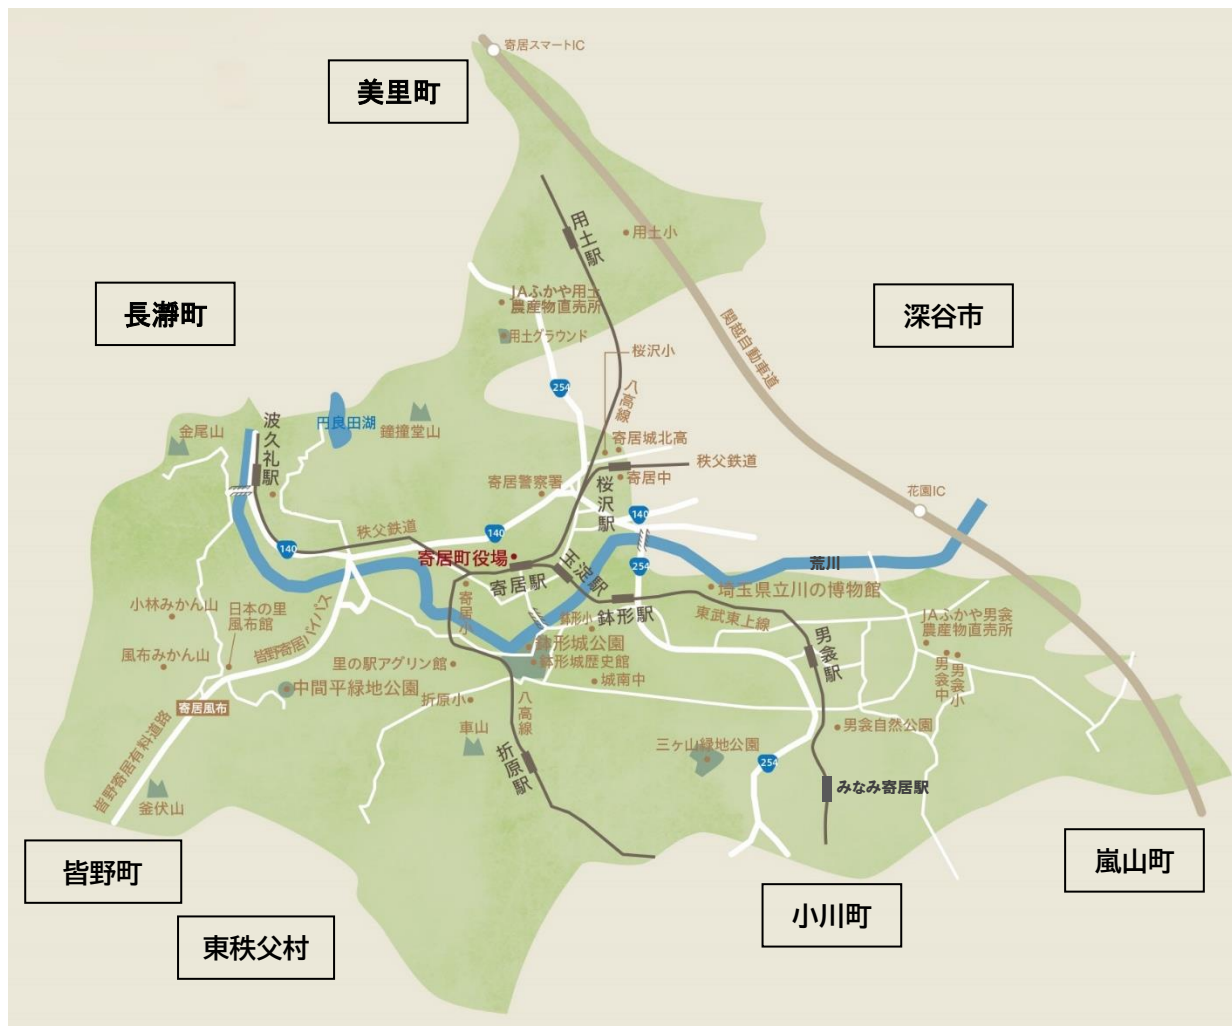 寄居スマートIC
美里町
用土駅
用土小
長瀞町
JAふかや用土
農産物直売所
深谷市
用土グラウンド
関越自動車道
桜沢小
254
八高線
円良田湖
鐘撞堂山
金尾山
波久礼駅
寄居城北高
秩父鉄道
寄居中
寄居警察署
桜沢駅
花園IC
140
秩父鉄道
140
140
寄居町役場
254
荒川
寄居駅
玉淀駅
埼玉県立川の博物館
小林みかん山
日本の里
風布館
寄居小
鉢形小
鉢形駅
東武東上線
JAふかや男衾
農産物直売所
皆野寄居バイパス
鉢形城公園
男衾駅
風布みかん山
里の駅アグリン館
鉢形城歴史館
男衾中
男衾小
中間平緑地公園
折原小
八高線
城南中
寄居風布
車山
折原駅
三ヶ山緑地公園
男衾自然公園
皆野寄居有料道路
254
みなみ寄居駅
釜伏山
皆野町
嵐山町
小川町
東秩父村